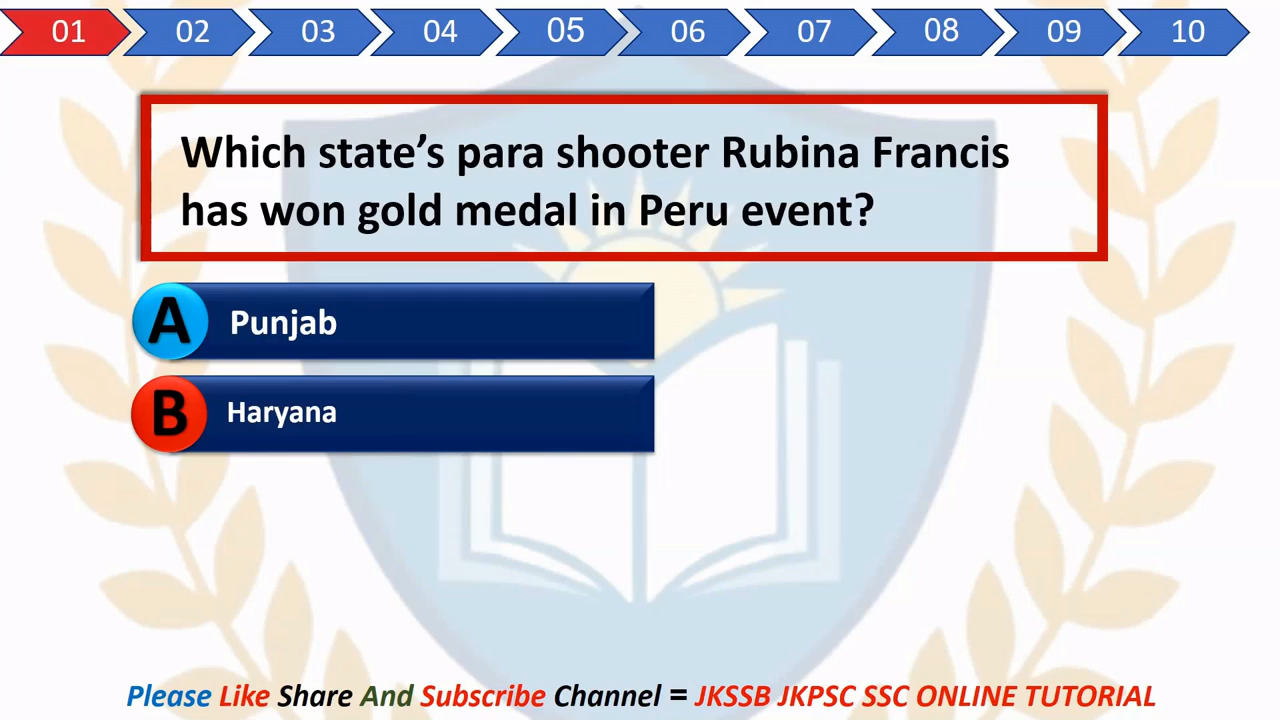 01 02 03 04 05 06 07 08 09 10
Which state’s para shooter Rubina Francis
has won gold medal in Peru event?
A Punjab
B Haryana
Please Like Share And Subscribe Channel = JKSSB JKPSC SSC ONLINE TUTORIAL